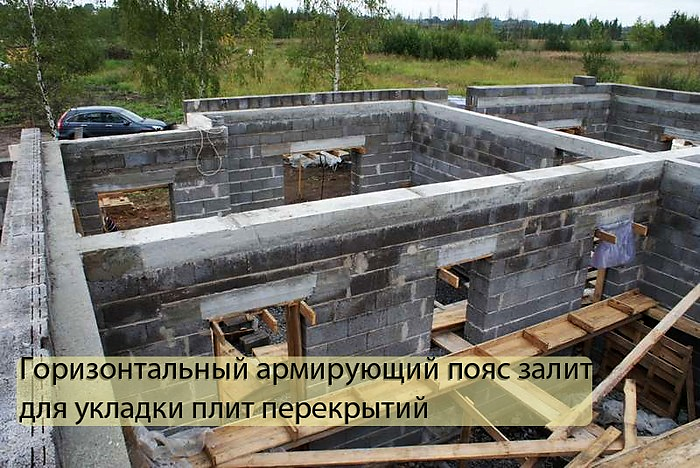 Горизонтальный армирующий пояс залит
для укладки плит перекрытий